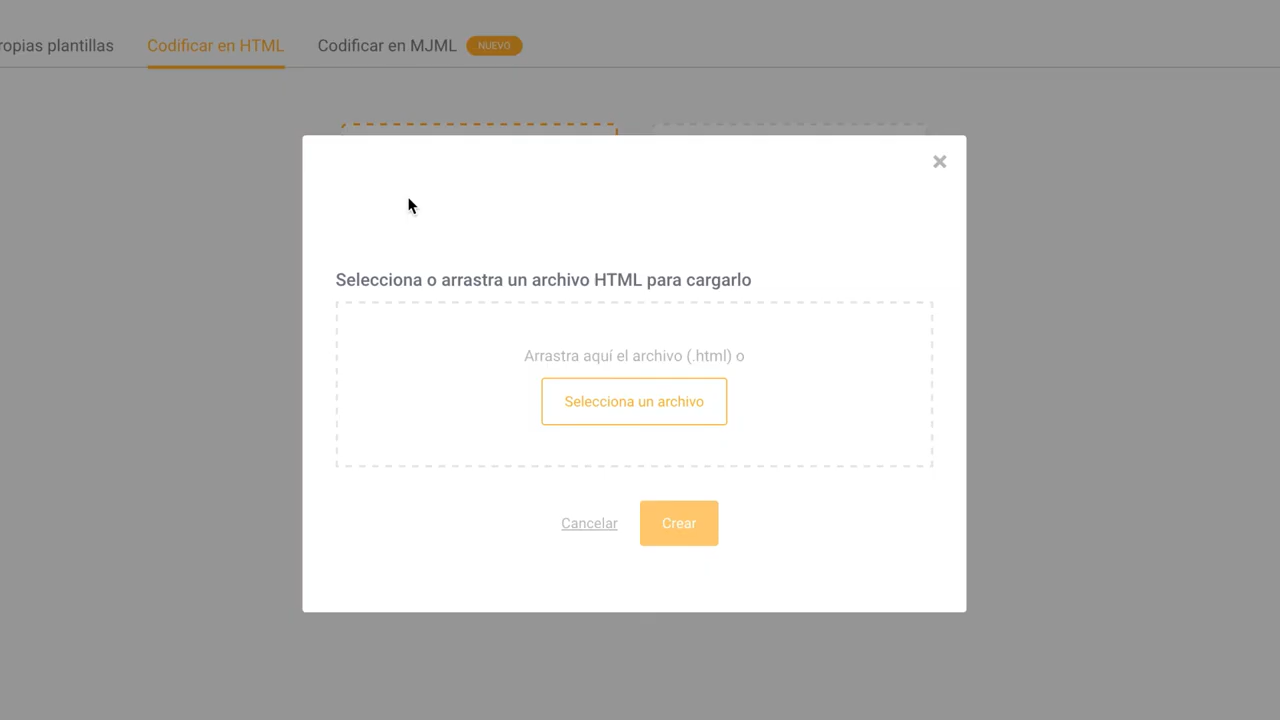 ropias plantillas
Codificar en HTML
Codificar en MJML
NUEVO
Selecciona o arrastra un archivo HTML para cargarlo
Arrastra aquí el archivo (.html) o
Selecciona un archivo
Cancelar
Crear